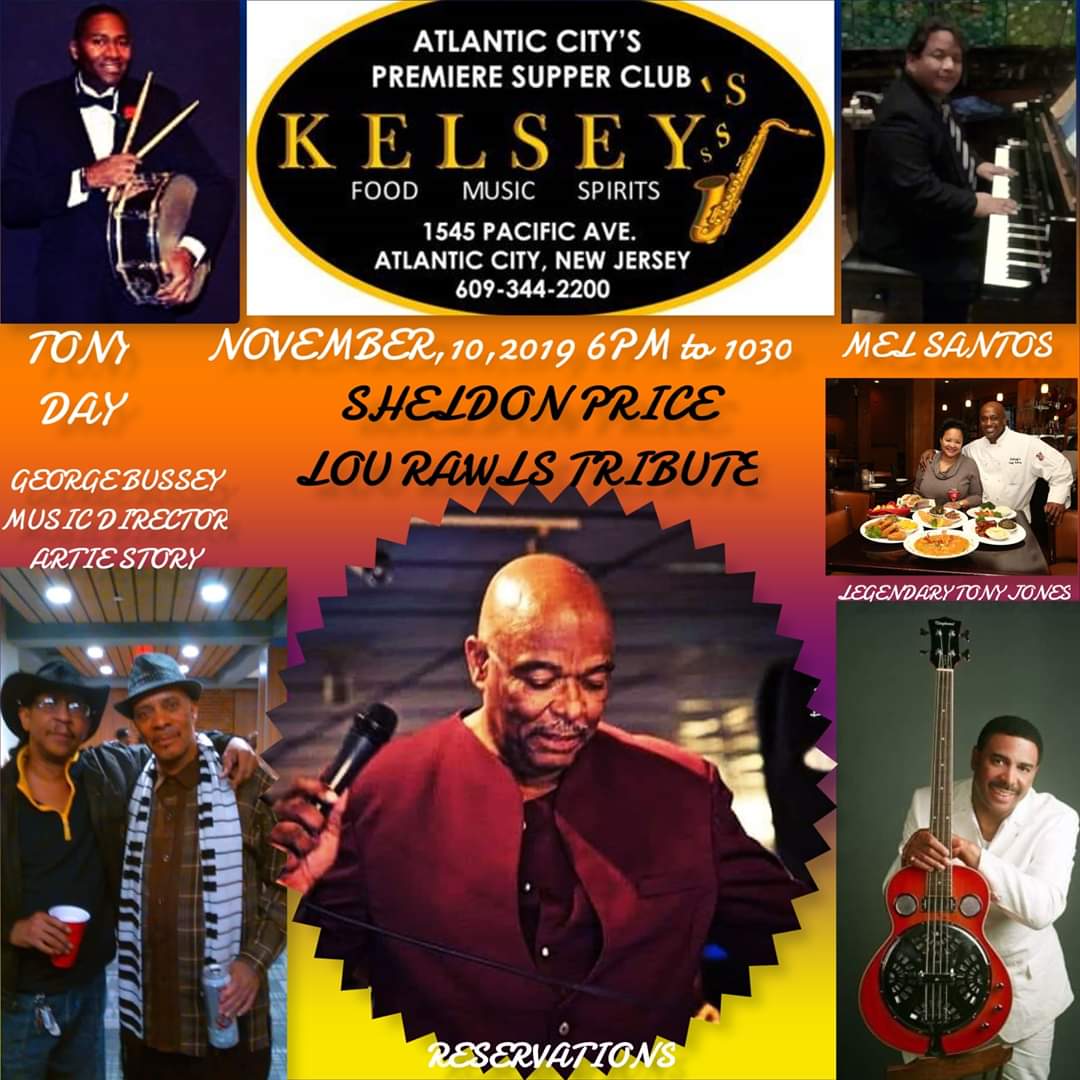 ATLANTIC CITY'S
PREMIERE SUPPER CLUB
KELSEY'S
FOOD MUSIC SPIRITS
1545 PACIFIC AVE.
ATLANTIC CITY, NEW JERSEY
609-344-2200
TONY
DAY
NOVEMBER,10,2019 6PM to 1030
MEL SANTOS
SHELDON PRICE
LOU RAWLS TRIBUTE
GEORGE BUSSEY
MUSIC DIRECTOR
ARTIE STORY
LEGENDARY TONY JONES
RESERVATIONS